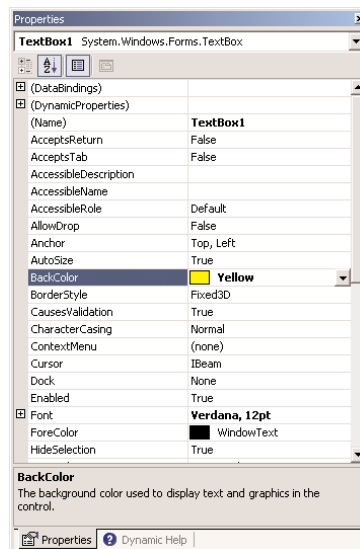 Properties
TextBox1 System.Windows.Forms.TextBox
(DataBindings)
(DynamicProperties)
(Name) TextBox1
AcceptsReturn False
AcceptsTab False
AccessibleDescription
AccessibleName
AccessibleRole Default
AllowDrop False
Anchor Top, Left
AutoSize True
BackColor Yellow
BorderStyle Fixed3D
CausesValidation True
CharacterCasing Normal
ContextMenu (none)
Cursor IBeam
Dock None
Enabled True
Font Verdana, 12pt
ForeColor WindowText
HideSelection True
BackColor
The background color used to display text and graphics in the
control.
Properties Dynamic Help